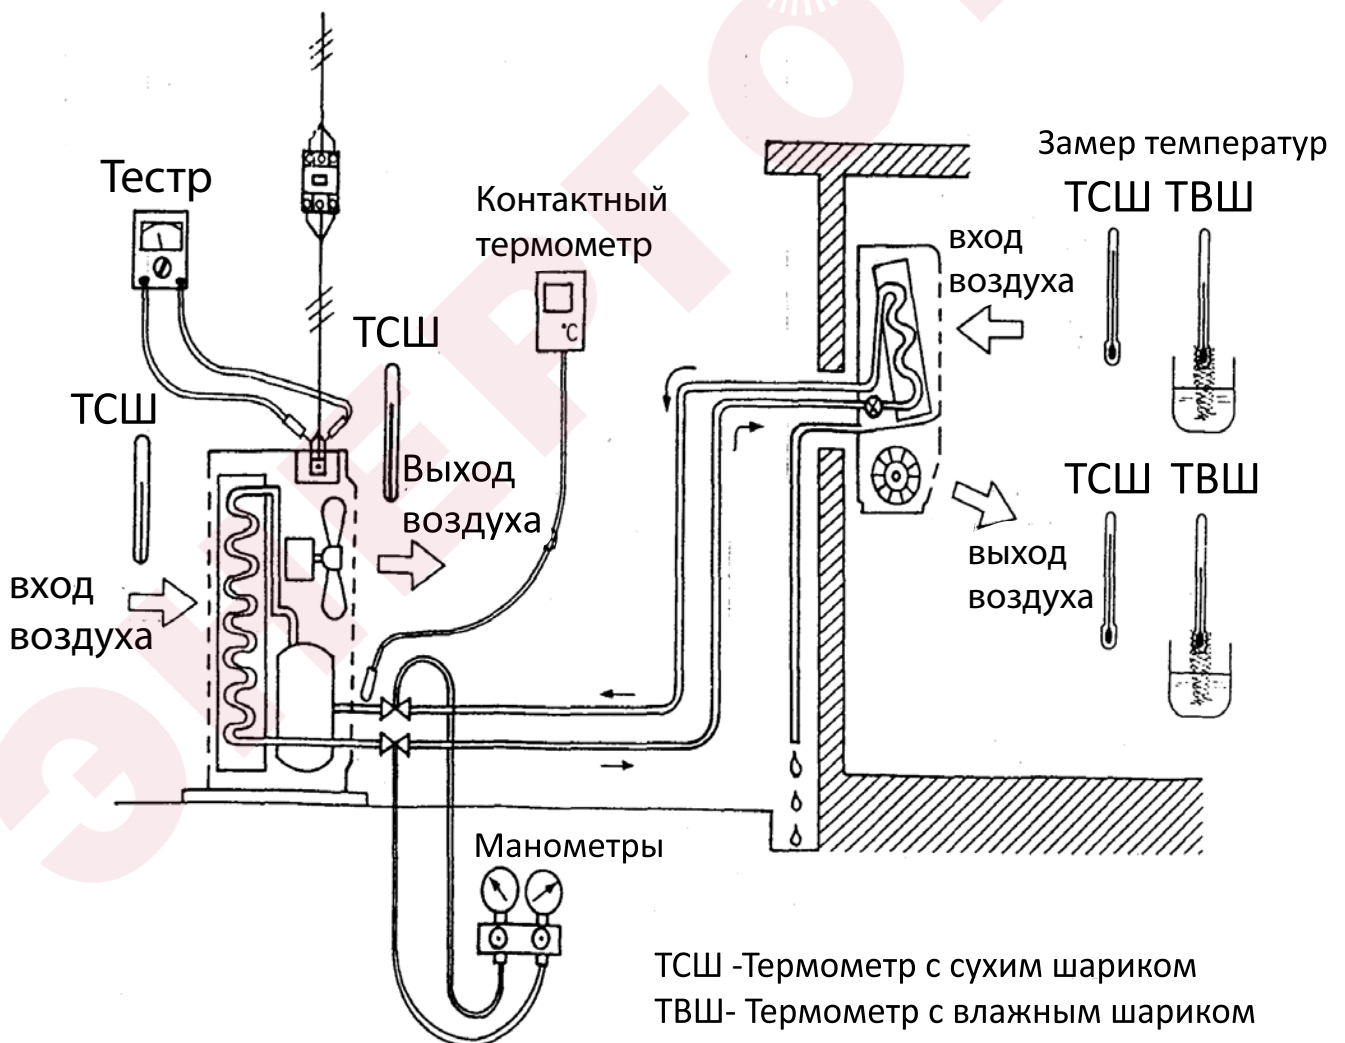 Замер температур
Тестр
ТСШ ТВШ
Контактный
термометр
вход
воздуха
°C
ТСШ
ТСШ
Выход
воздуха
ТСШ ТВШ
выход
воздуха
вход
воздуха
Манометры
ТСШ -Термометр с сухим шариком
ТВШ- Термометр с влажным шариком